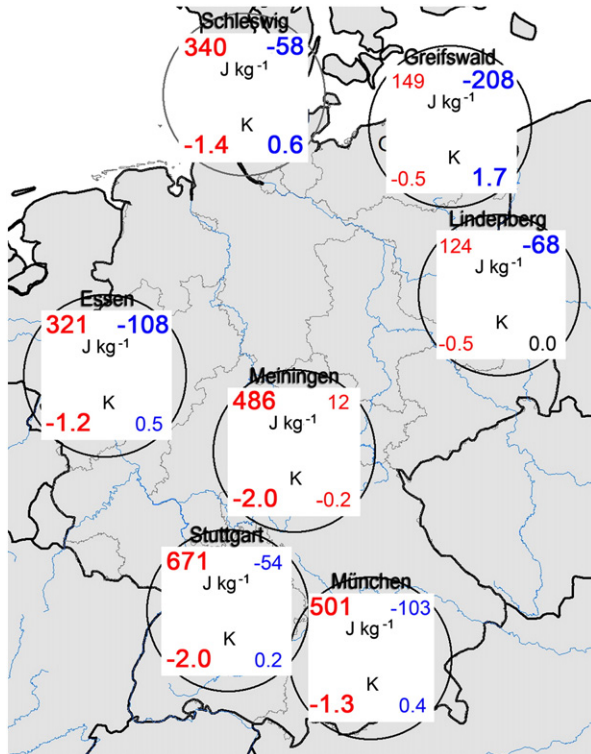 Schleswig
340 -58
J kg⁻¹
K
-1.4 0.6
Greifswald
149 -208
J kg⁻¹
K
-0.5 1.7
Lindenberg
124 -68
J kg⁻¹
K
-0.5 0.0
Essen
321 -108
J kg⁻¹
K
-1.2 0.5
Meiningen
486 12
J kg⁻¹
K
-2.0 -0.2
Stuttgart
671 -54
J kg⁻¹
K
-2.0 0.2
München
501 -103
J kg⁻¹
K
-1.3 0.4